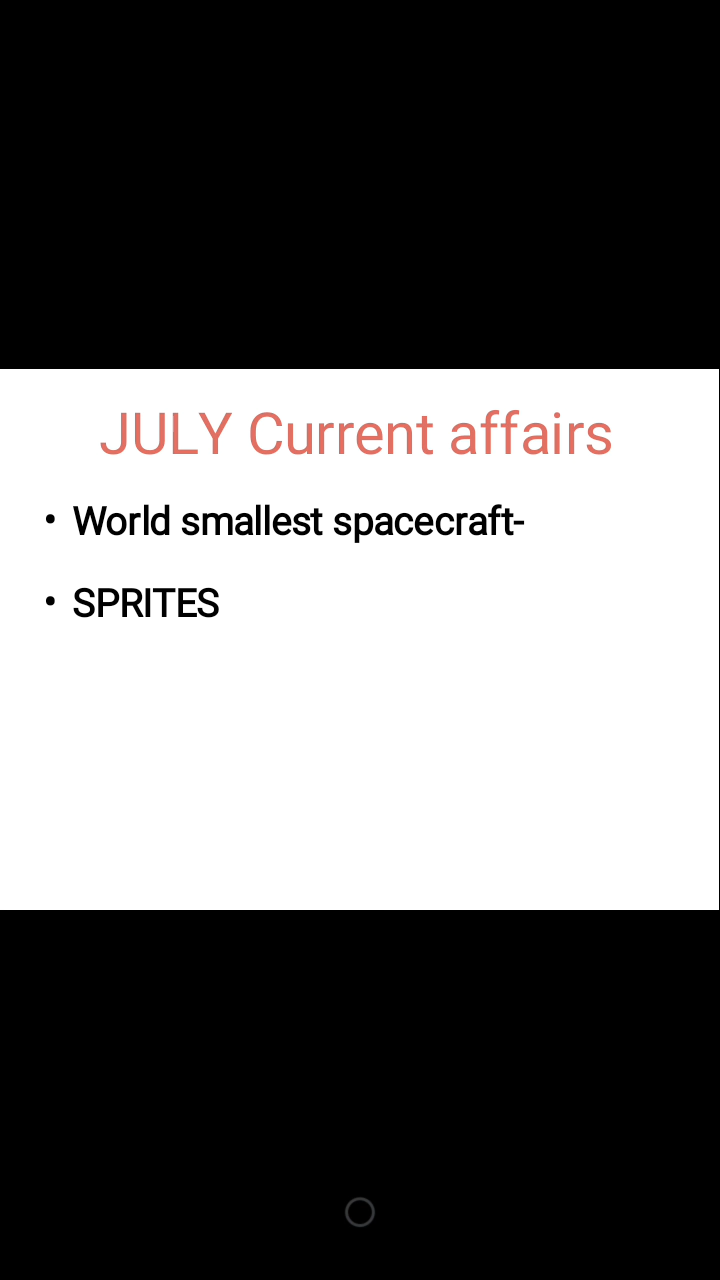 JULY Current affairs
• World smallest spacecraft-
• SPRITES